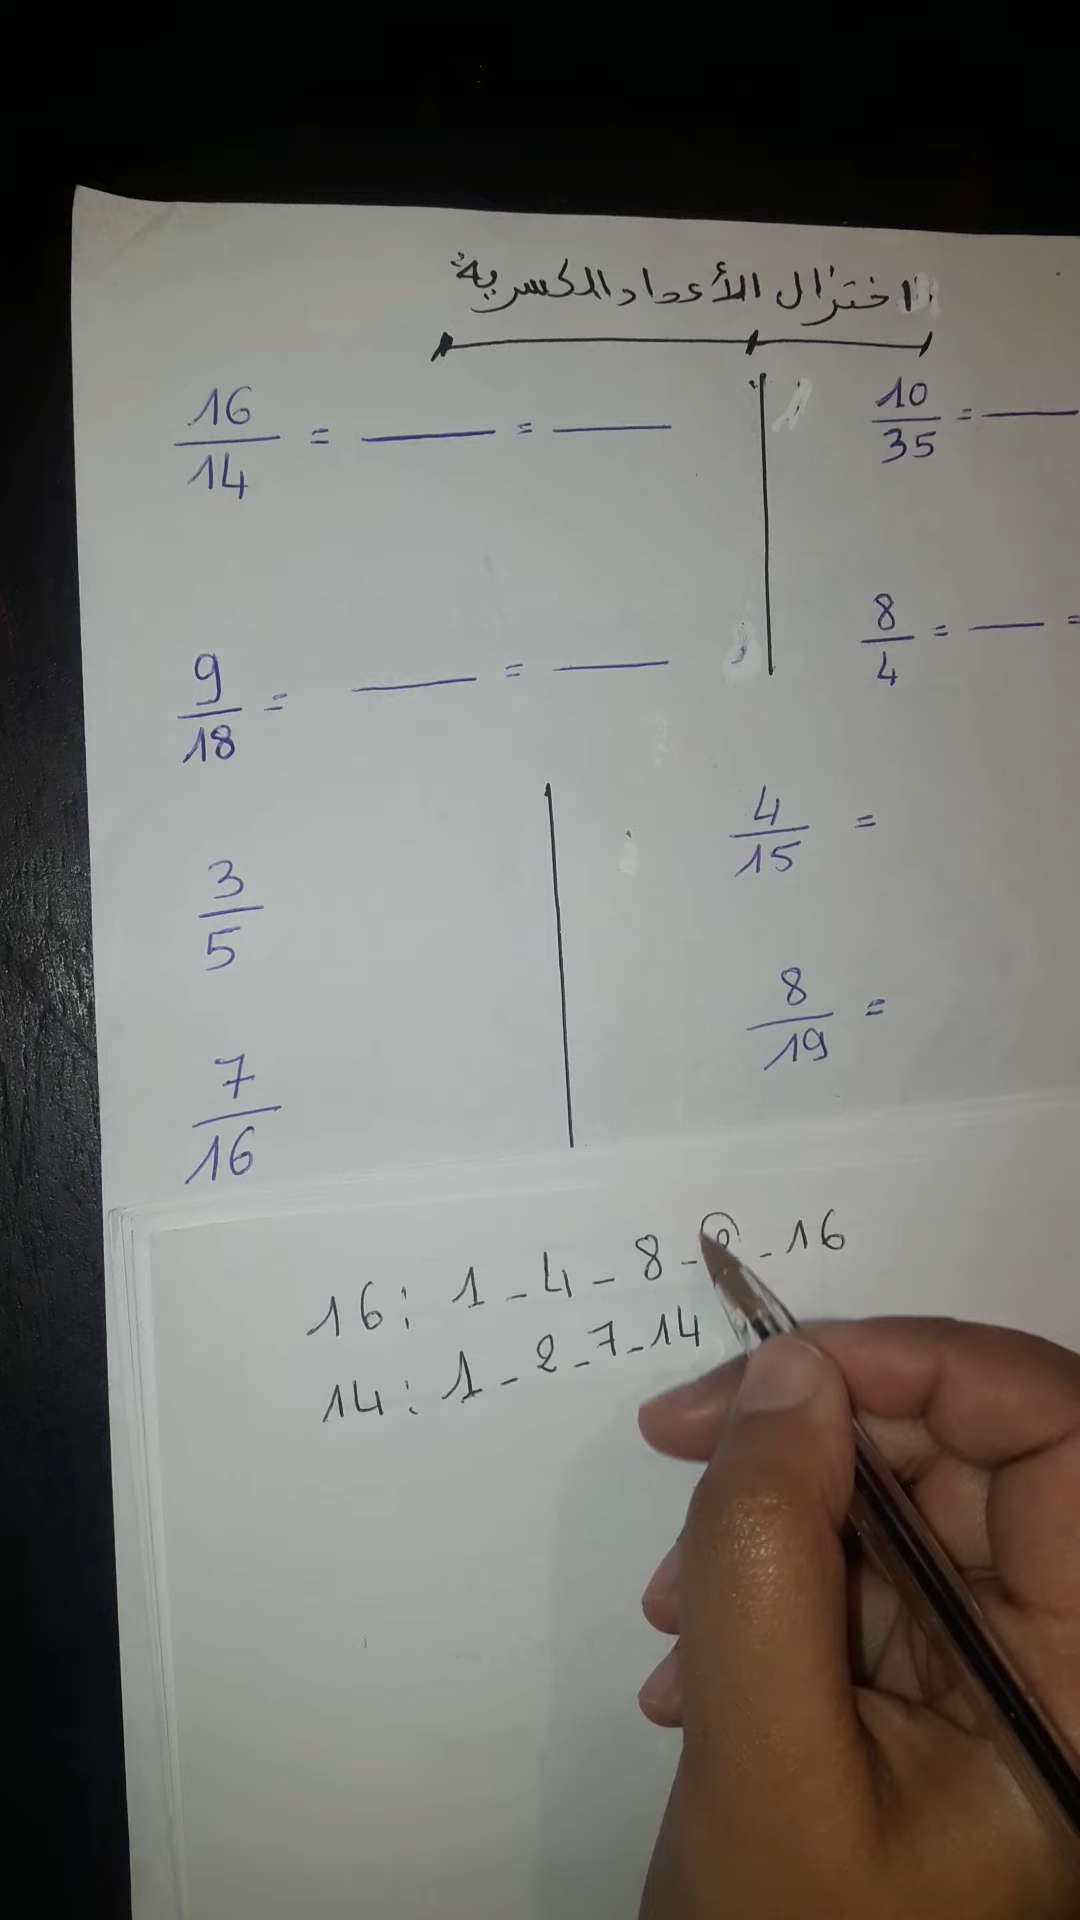 اختزال الأعداد الكسرية
16/14 = ___ = ___
10/35 = ___
9/18 = ___ = ___
8/4 = ___ =
3/5
4/15 =
7/16
8/19 =
16: 1 - 4 - 8 - 2 - 16
14: 1 - 2 - 7 - 14